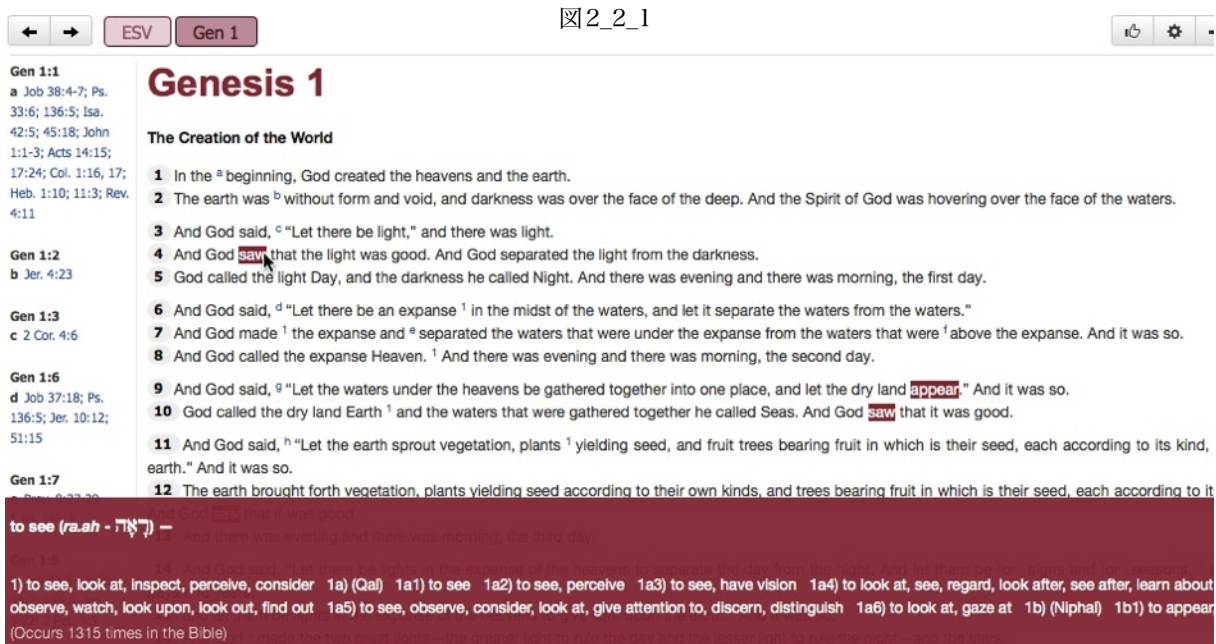 図2_2_1
ESV
Gen 1
Gen 1:1
a Job 38:4-7; Ps.
33:6; 136:5; Isa.
42:5; 45:18; John
1:1-3; Acts 14:15;
17:24; Col. 1:16, 17;
Heb. 1:10; 11:3; Rev.
4:11
Gen 1:2
b Jer. 4:23
Gen 1:3
c 2 Cor. 4:6
Gen 1:6
d Job 37:18; Ps.
136:5; Jer. 10:12;
51:15
Gen 1:7
Genesis 1
The Creation of the World
1 In the a beginning, God created the heavens and the earth.
2 The earth was b without form and void, and darkness was over the face of the deep. And the Spirit of God was hovering over the face of the waters.
3 And God said, c “Let there be light,” and there was light.
4 And God saw that the light was good. And God separated the light from the darkness.
5 God called the light Day, and the darkness he called Night. And there was evening and there was morning, the first day.
6 And God said, d “Let there be an expanse 1 in the midst of the waters, and let it separate the waters from the waters.”
7 And God made 1 the expanse and e separated the waters that were under the expanse from the waters that were f above the expanse. And it was so.
8 And God called the expanse Heaven. 1 And there was evening and there was morning, the second day.
9 And God said, g “Let the waters under the heavens be gathered together into one place, and let the dry land appear.” And it was so.
10 God called the dry land Earth 1 and the waters that were gathered together he called Seas. And God saw that it was good.
11 And God said, h “Let the earth sprout vegetation, plants 1 yielding seed, and fruit trees bearing fruit in which is their seed, each according to its kind,
earth.” And it was so.
12 The earth brought forth vegetation, plants yielding seed according to their own kinds, and trees bearing fruit in which is their seed, each according to it
And God saw that it was good.
13 And there was evening and there was morning, the third day.
to see (ra.ah - רָאָה) –
1) to see, look at, inspect, perceive, consider 1a) (Qal) 1a1) to see 1a2) to see, perceive 1a3) to see, have vision 1a4) to look at, see, regard, look after, see after, learn about
observe, watch, look upon, look out, find out 1a5) to see, observe, consider, look at, give attention to, discern, distinguish 1a6) to look at, gaze at 1b) (Niphal) 1b1) to appear
(Occurs 1315 times in the Bible)